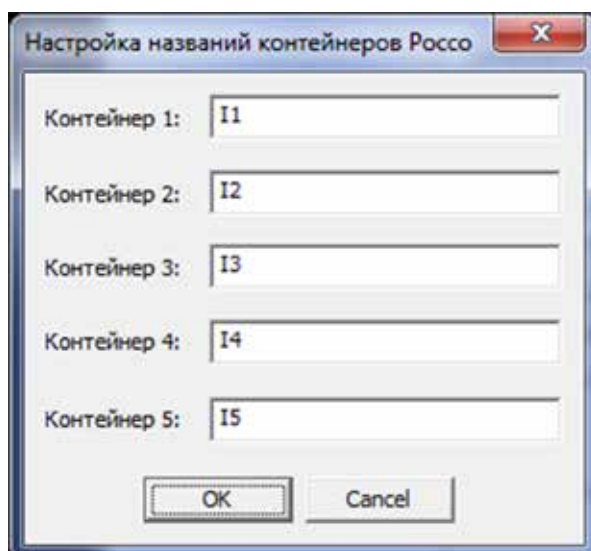 Настройка названий контейнеров Россо
Контейнер 1: I1
Контейнер 2: I2
Контейнер 3: I3
Контейнер 4: I4
Контейнер 5: I5
OK Cancel